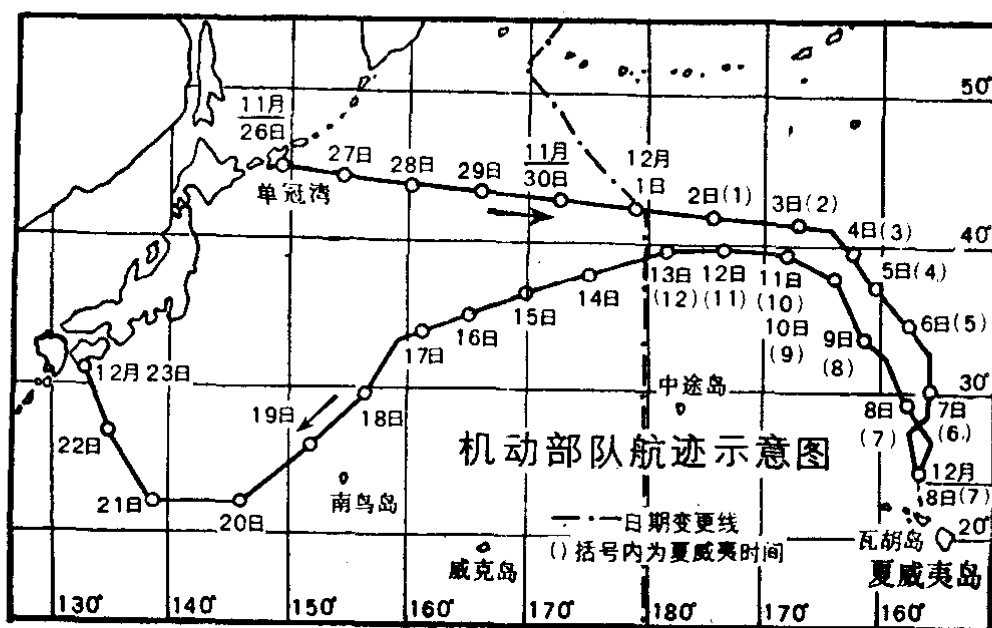 50°
11月
26日
27日
28日
29日
11月
30日
12月
1日
2日(1)
3日(2)
4日(3)
单冠湾
40°
5日(4)
13日
(12)
12日
(11)
11日
(10)
14日
15日
16日
17日
10日
(9)
9日
(8)
6日(5)
12月23日
19日
18日
中途岛
30°
8日
(7)
7日
(6)
22日
机动部队航迹示意图
21日
20日
南鸟岛
12月
8日(7)
日期变更线
瓦胡岛
20°
威克岛
()括号内为夏威夷时间
夏威夷岛
130°
140°
150°
160°
170°
180°
170°
160°